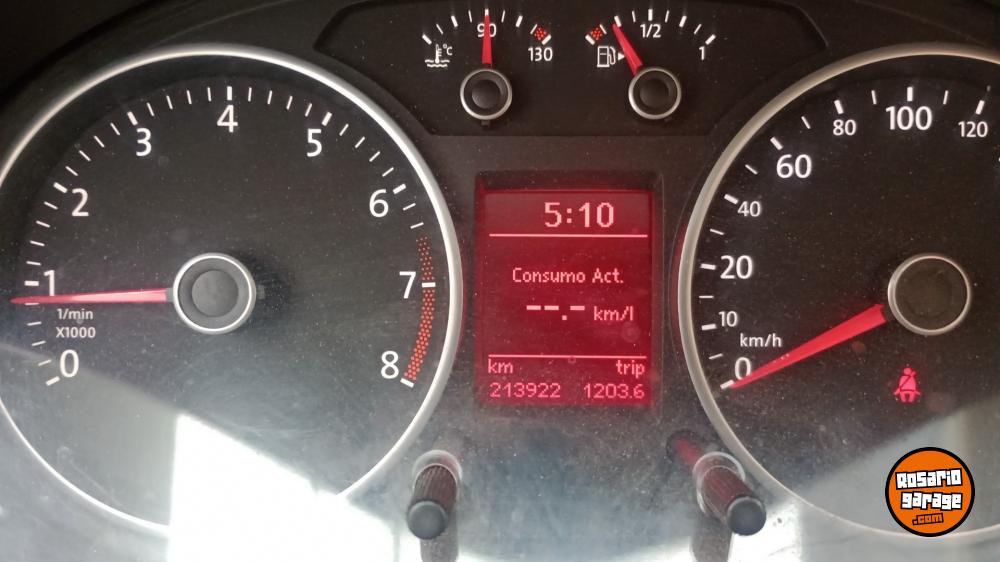 90
°C
130
1/2
1
0
1
2
3
4
5
6
7
8
1/min
X1000
5:10
Consumo Act.
--.- km/l
km trip
213922 1203.6
0
10
20
40
60
80
100
120
km/h
Rosario
garage
.com